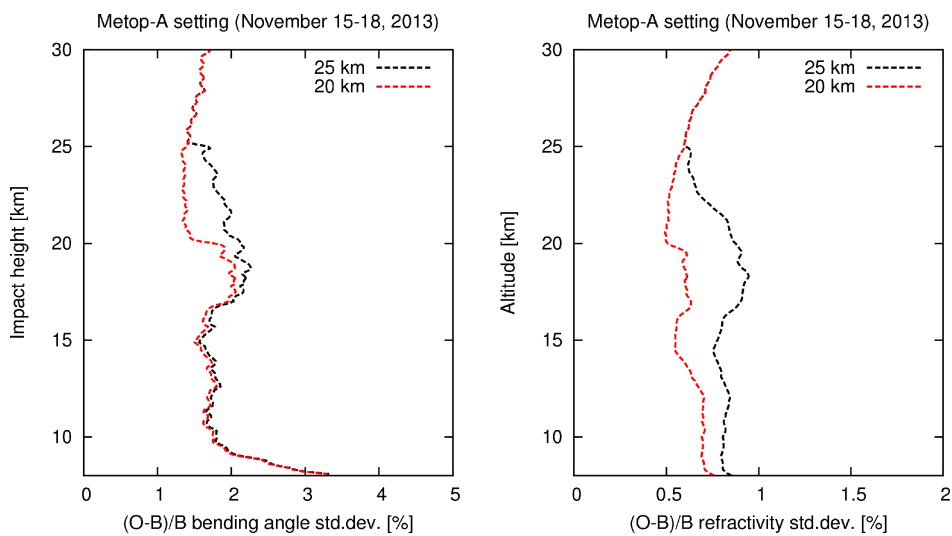 Metop-A setting (November 15-18, 2013)
25 km
20 km
30
25
20
15
10
Impact height [km]
0 1 2 3 4 5
(O-B)/B bending angle std.dev. [%]
Metop-A setting (November 15-18, 2013)
25 km
20 km
30
25
20
15
10
Altitude [km]
0 0.5 1 1.5 2
(O-B)/B refractivity std.dev. [%]